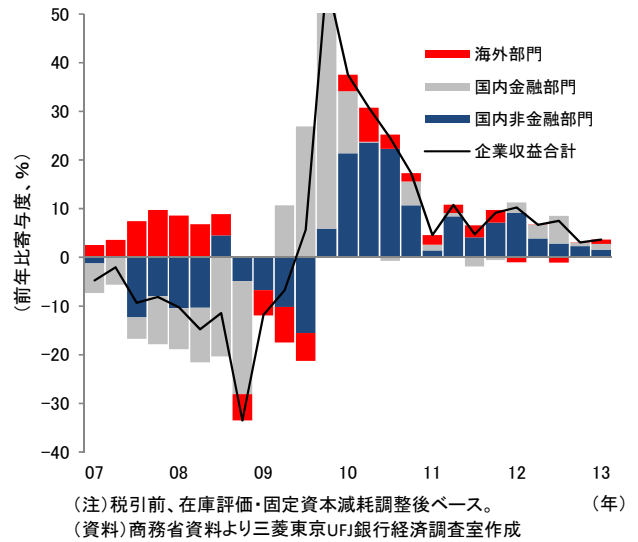 50
40
30
20
10
0
-10
-20
-30
-40
(前年比寄与度、%)
海外部門
国内金融部門
国内非金融部門
企業収益合計
07 08 09 10 11 12 13
(注)税引前、在庫評価・固定資本減耗調整後ベース。 (年)
(資料)商務省資料より三菱東京UFJ銀行経済調査室作成